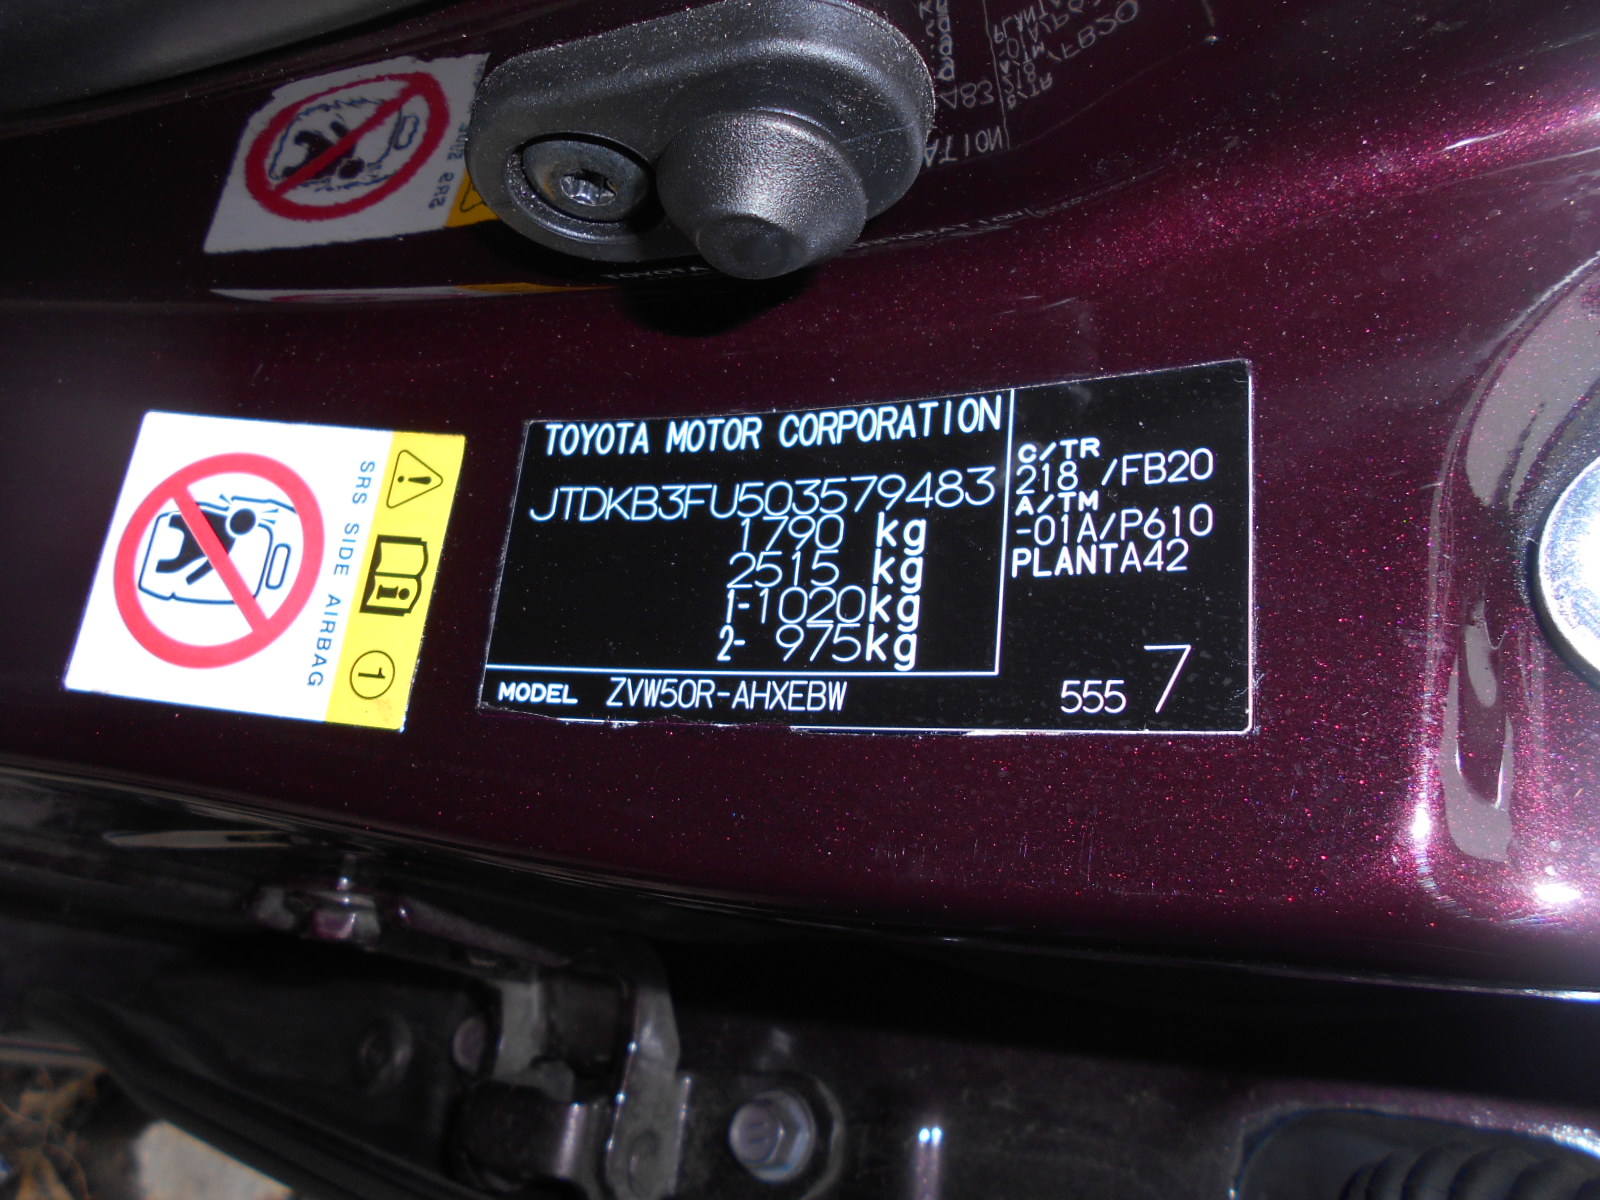 TOYOTA MOTOR CORPORATION
JTDKB3FU503579483
1790 kg
2515 kg
1-1020kg
2- 975kg
C/TR
218 /FB20
A/TM
-01A/P610
PLANTA42
MODEL ZVW50R-AHXEBW
555 7
SRS SIDE AIRBAG
1